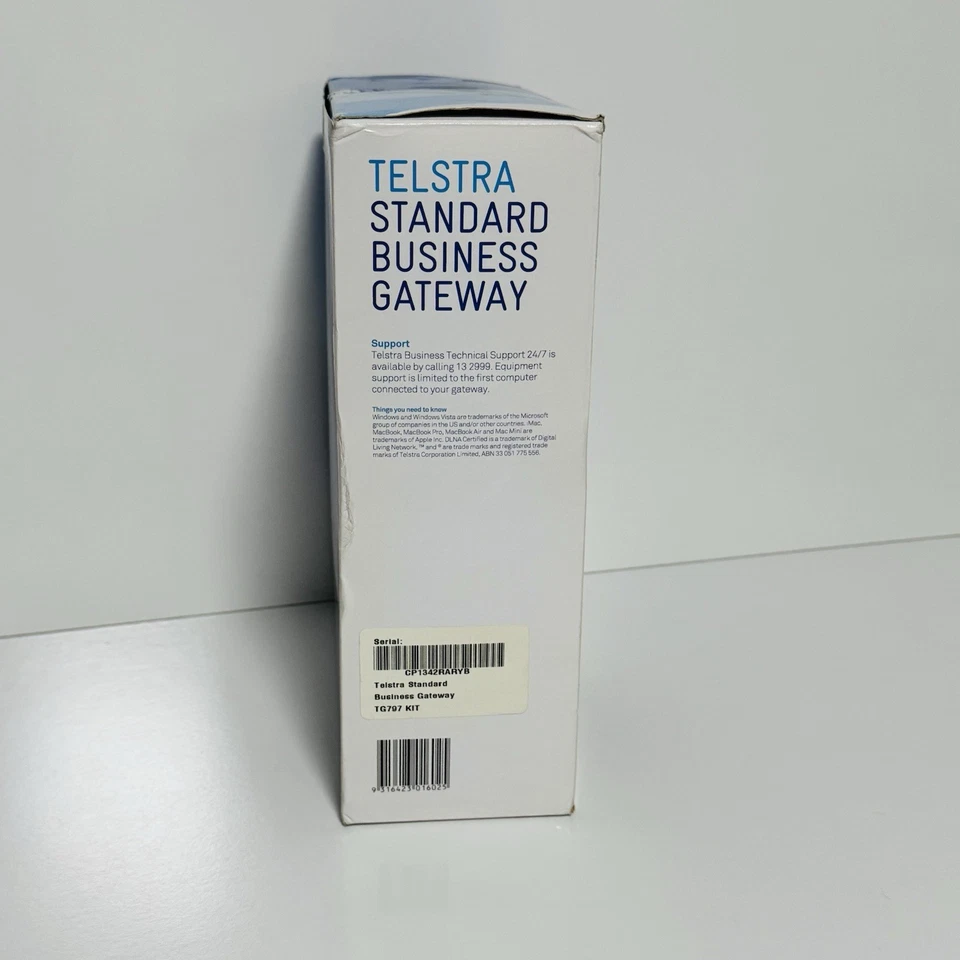 TELSTRA
STANDARD
BUSINESS
GATEWAY
Support
Telstra Business Technical Support 24/7 is
available by calling 13 2999. Equipment
support is limited to the first computer
connected to your gateway.
Things you need to know
Windows and Windows Vista are trademarks of the Microsoft
group of companies in the US and/or other countries. iMac,
MacBook, MacBook Pro, MacBook Air and Mac Mini are
trademarks of Apple Inc. DLNA Certified is a trademark of Digital
Living Network. ™ and ® are trade marks and registered trade
marks of Telstra Corporation Limited, ABN 33 051 775 556.
Serial:
CP1342RARYB
Telstra Standard
Business Gateway
TG797 KIT
9 316423 016025